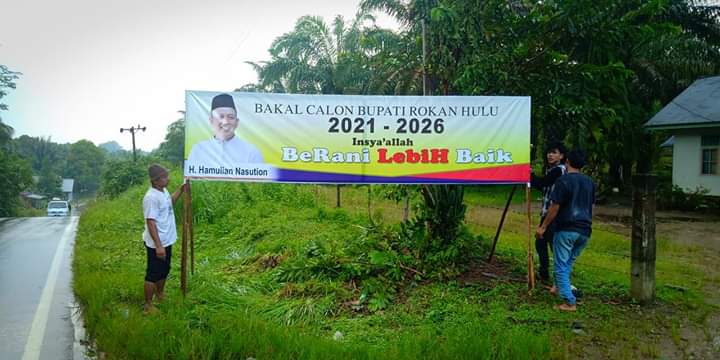 BAKAL CALON BUPATI ROKAN HULU
2021 - 2026
Insya'allah
BeRani LebiH Baik
H. Hamulian Nasution